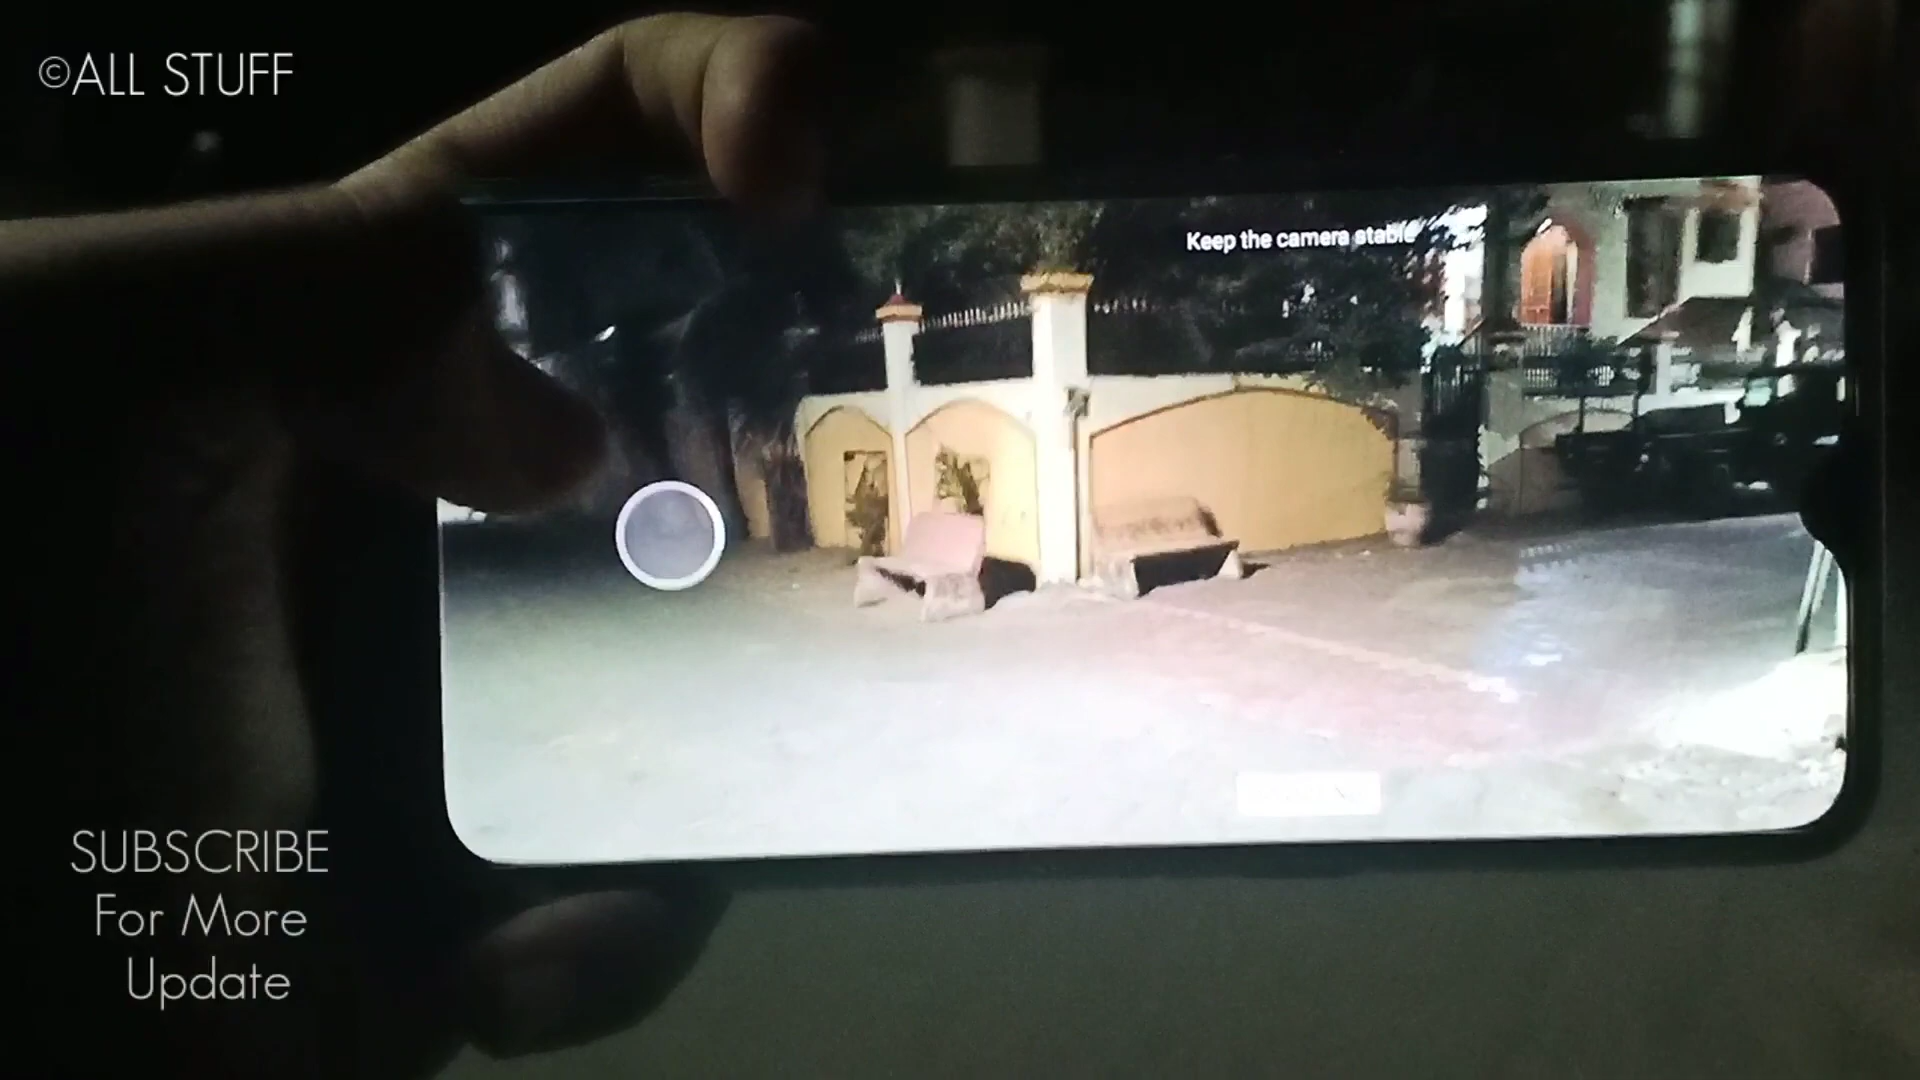 ©ALL STUFF
Keep the camera stable
SUBSCRIBE
For More
Update